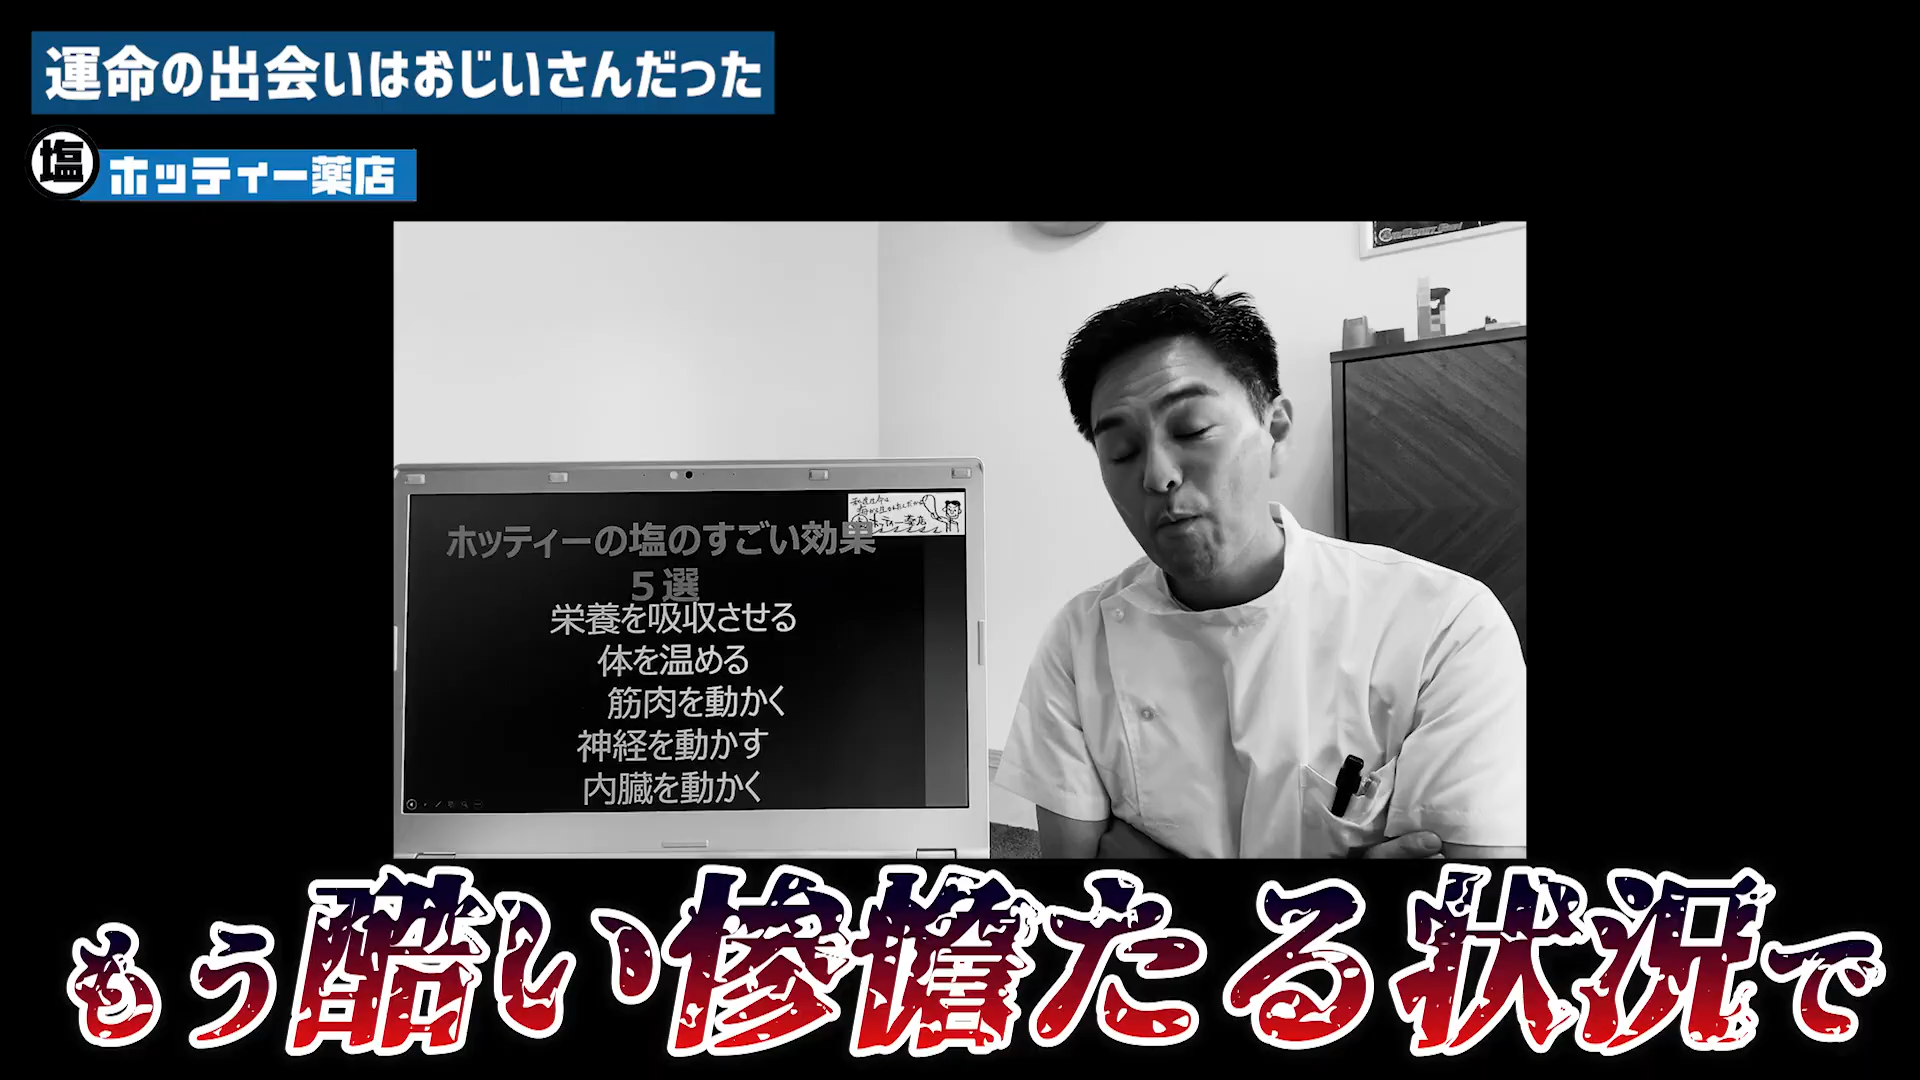 運命の出会いはおじいさんだった
塩
ホッティー薬店
ホッティーの塩のすごい効果
５選
栄養を吸収させる
体を温める
筋肉を動かく
神経を動かす
内臓を動かく
もう酷い惨憺たる状況で